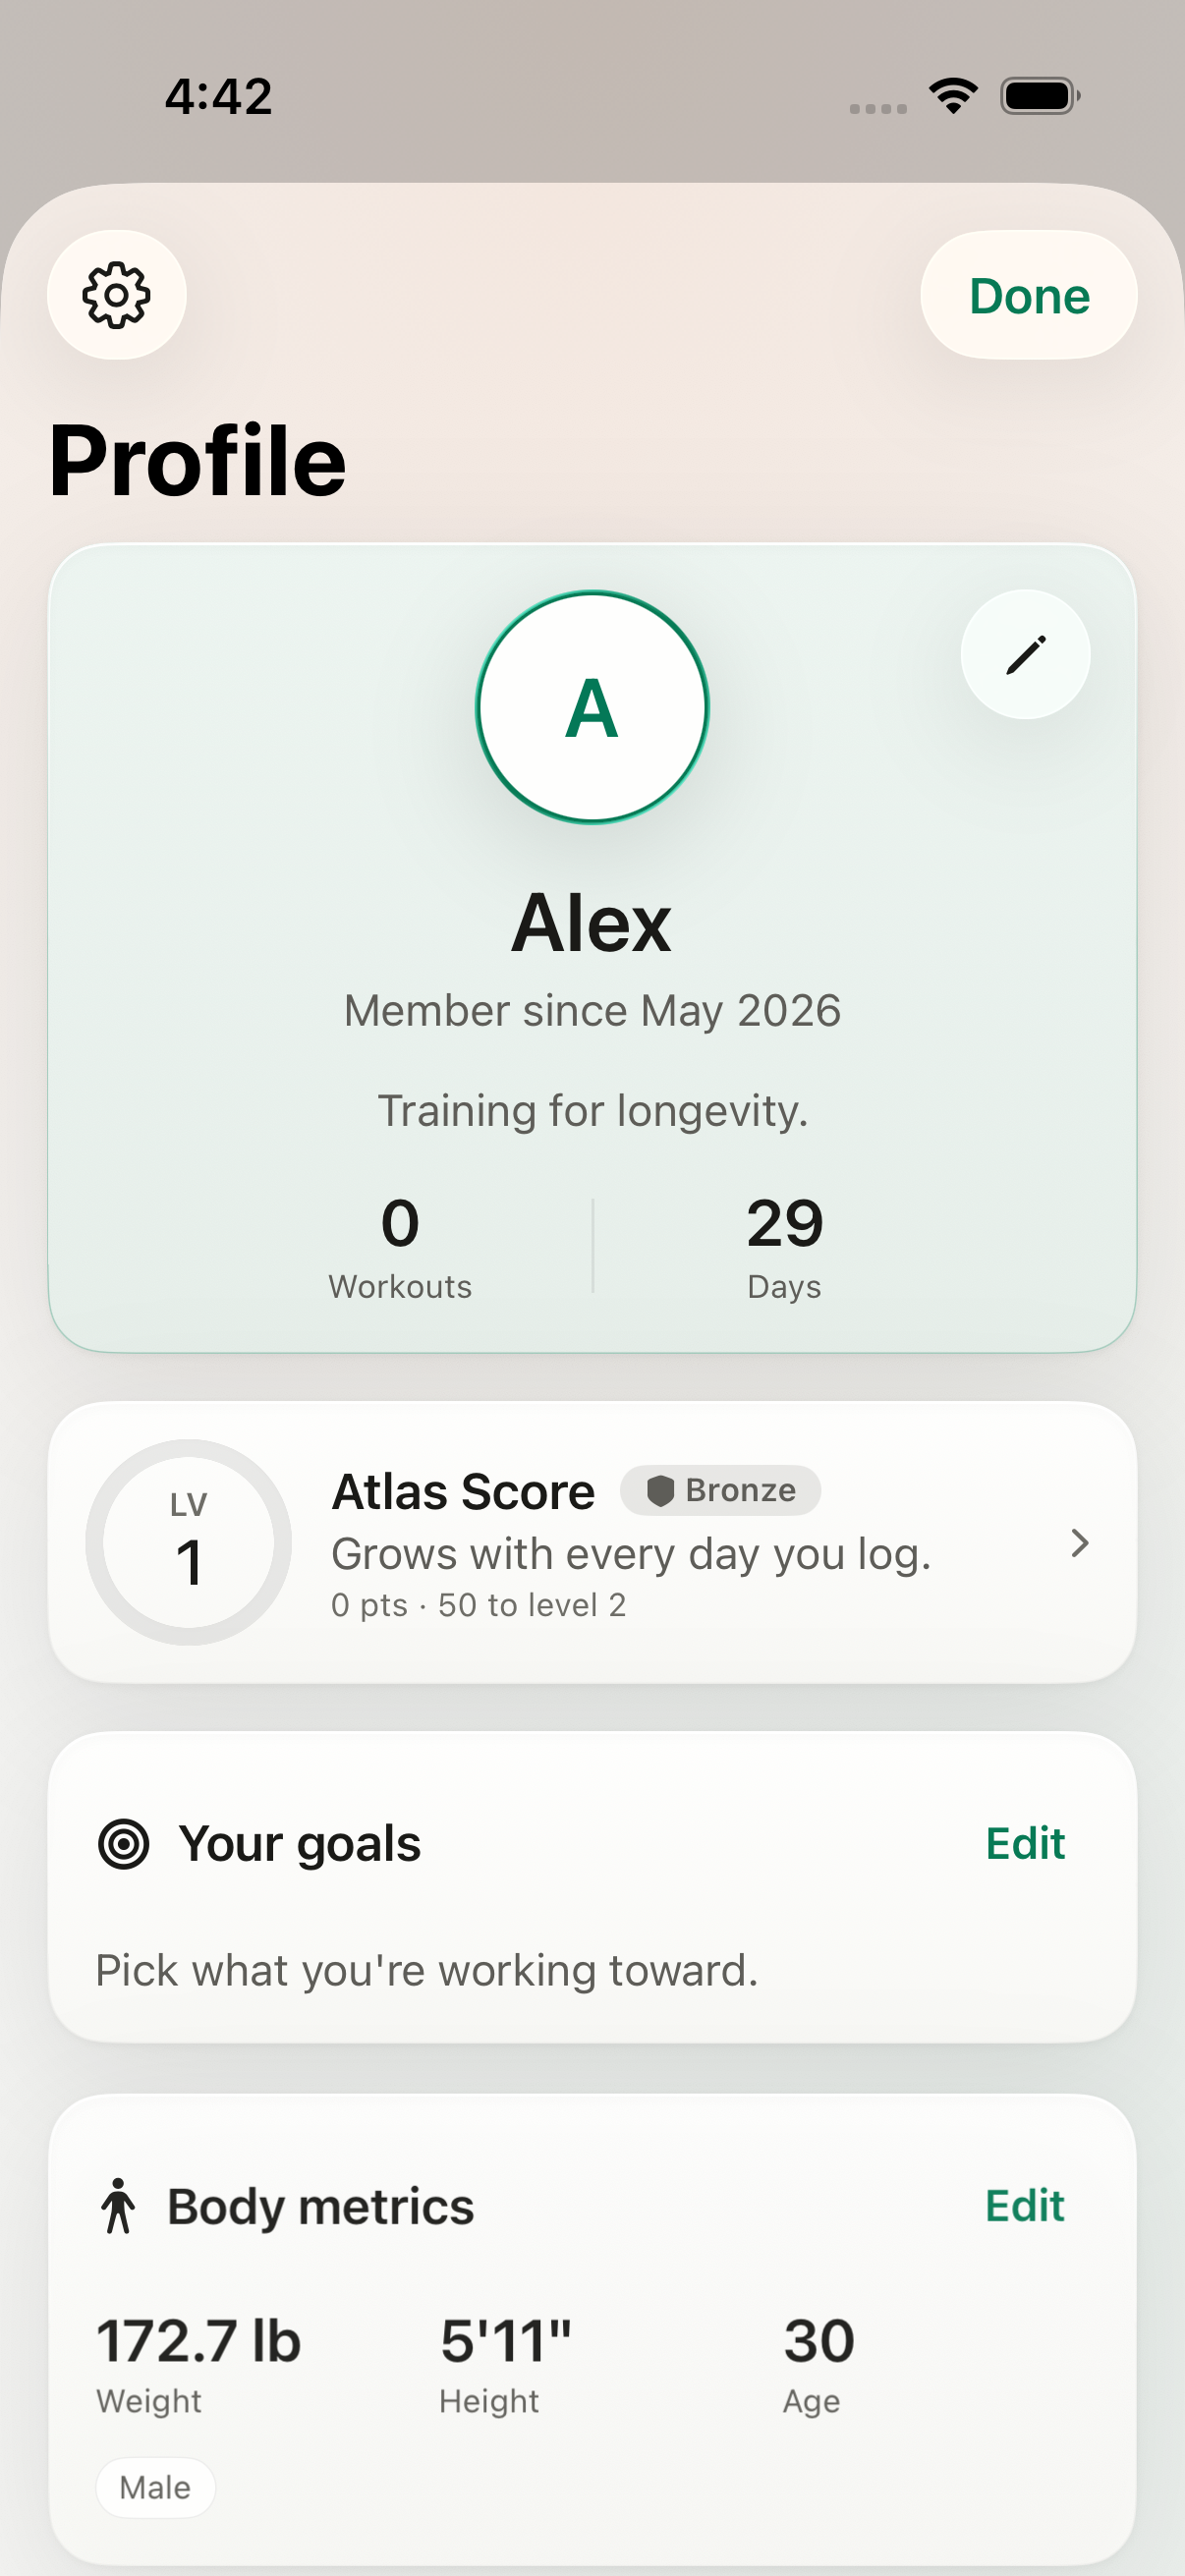 4:42
Done
Profile
A
Alex
Member since May 2026
Training for longevity.
0
Workouts
29
Days
LV
1
Atlas Score
Bronze
Grows with every day you log.
0 pts · 50 to level 2
Your goals
Edit
Pick what you're working toward.
Body metrics
Edit
172.7 lb
Weight
5'11"
Height
30
Age
Male